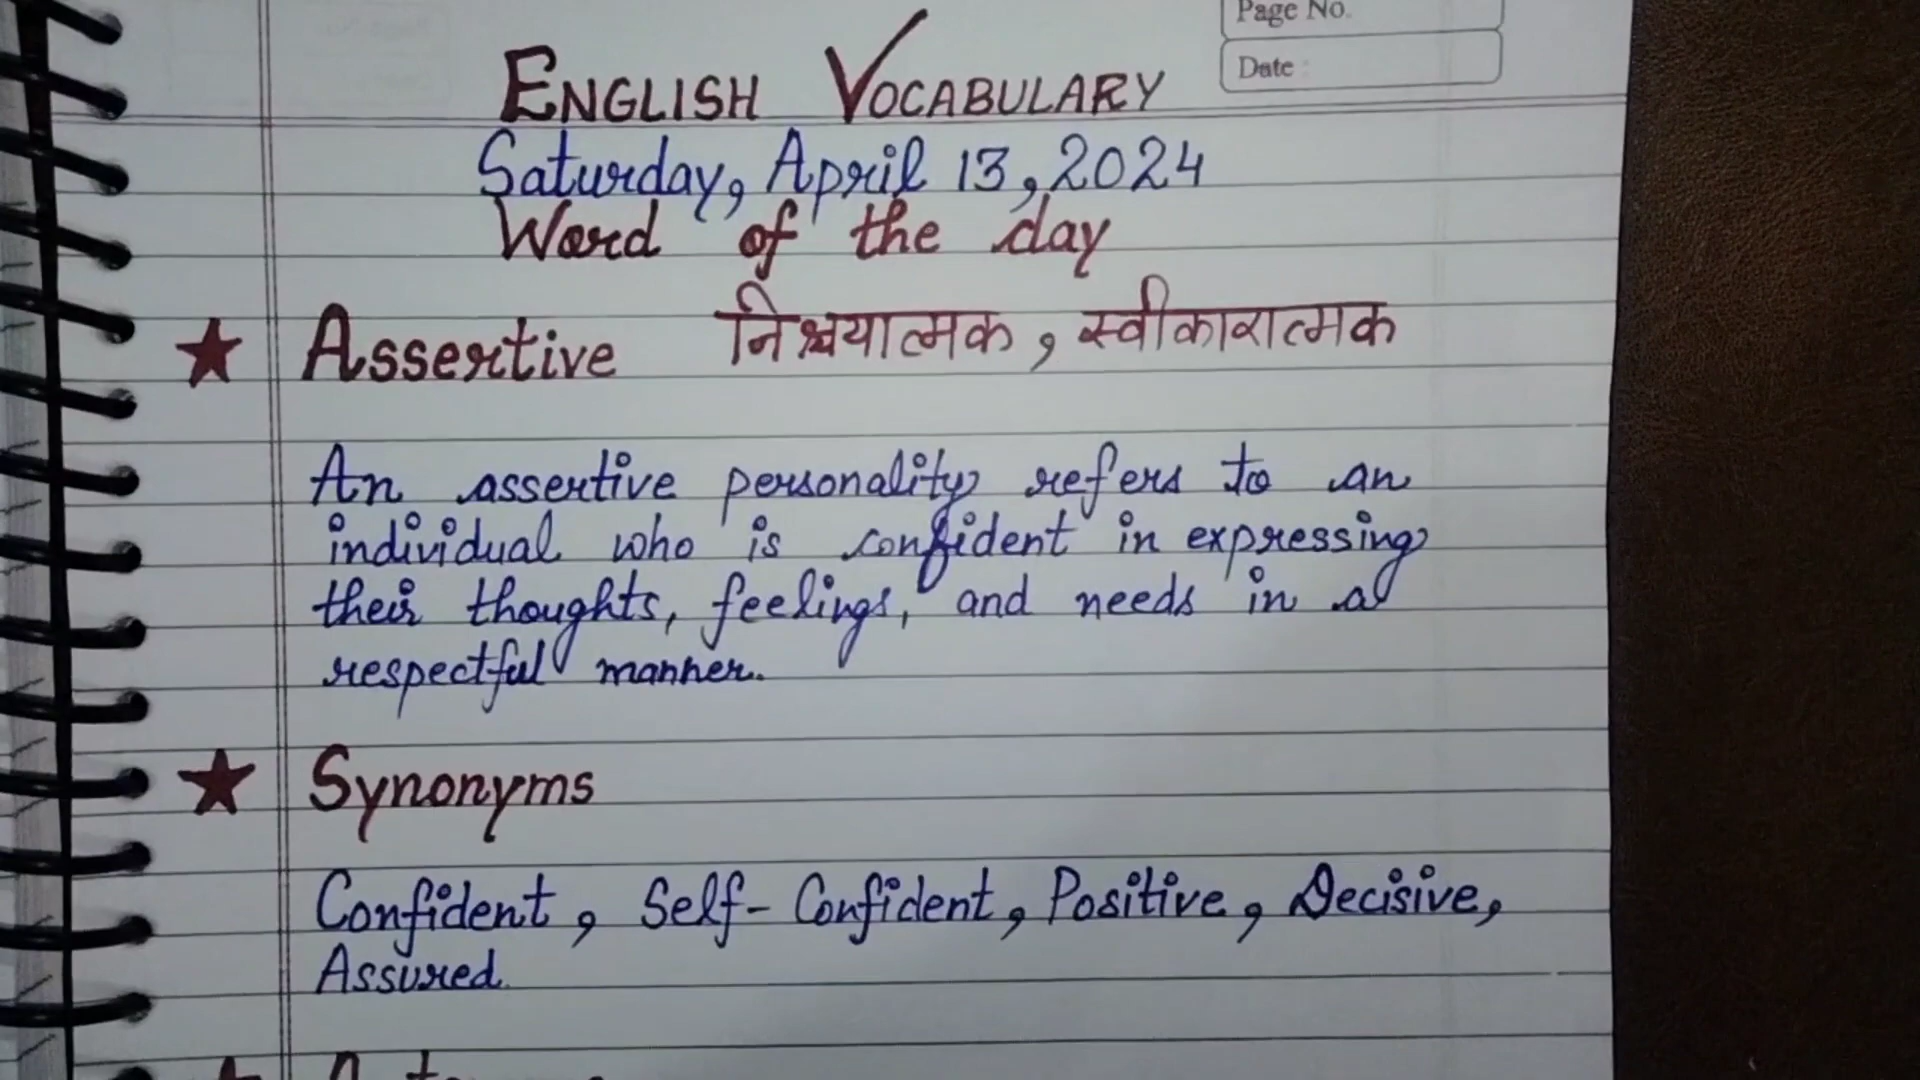 Page No.
Date :
ENGLISH VOCABULARY
Saturday, April 13, 2024
Word of the day
★ Assertive निश्चयात्मक, स्वीकारात्मक
An assertive personality refers to an
individual who is confident in expressing
their thoughts, feelings, and needs in a
respectful manner.
★ Synonyms
Confident, Self-Confident, Positive, Decisive,
Assured.